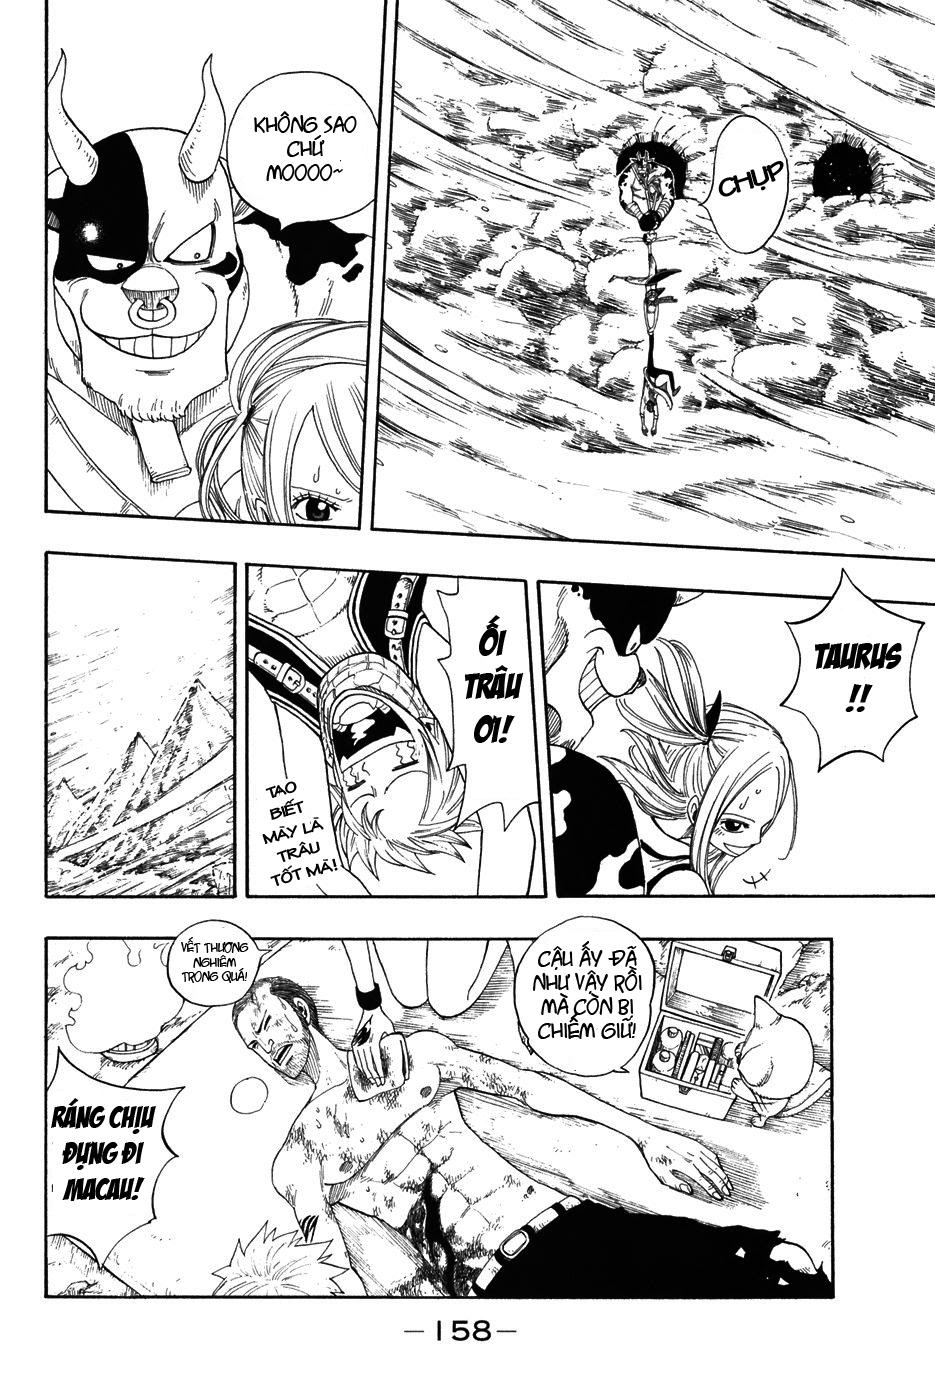 CHỤP
KHÔNG SAO
CHỨ
MOOOO~
TAURUS
!!
ỐI
TRÂU
ƠI!
TAO
BIẾT
MÀY LÀ
TRÂU
TỐT MÀ!
CẬU ẤY ĐÃ
NHƯ VẬY RỒI
MÀ CÒN BỊ
CHIẾM GIỮ!
VẾT THƯƠNG
NGHIÊM
TRỌNG QUÁ!
RÁNG CHỊU
ĐỰNG ĐI
MACAU!
—158—